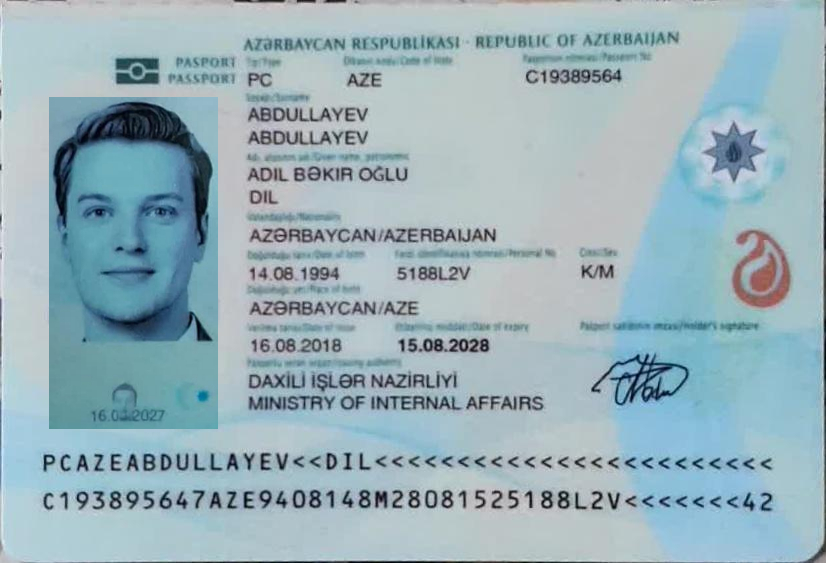 AZƏRBAYCAN RESPUBLİKASI · REPUBLIC OF AZERBAIJAN
PASPORT Tip/Type Ölkənin kodu/Code of State Pasportun nömrəsi/Passport No
PASSPORT PC AZE C19389564
Soyadı/Surname
ABDULLAYEV
ABDULLAYEV
Adı, atasının adı/Given name, patronymic
ADIL BƏKIR OĞLU
DIL
Vətəndaşlığı/Nationality
AZƏRBAYCAN/AZERBAIJAN
Doğulduğu tarix/Date of birth Fərdi identifikasiya nömrəsi/Personal No Cinsi/Sex
14.08.1994 5188L2V K/M
Doğulduğu yer/Place of birth
AZƏRBAYCAN/AZE
Verilmə tarixi/Date of issue Etibarlılıq müddəti/Date of expiry Pasport sahibinin imzası/Holder's signature
16.08.2018 15.08.2028
Pasportu verən orqan/Issuing authority
DAXİLİ İŞLƏR NAZİRLİYİ
MINISTRY OF INTERNAL AFFAIRS
PCAZEABDULLAYEV<<DIL<<<<<<<<<<<<<<<<<<<<<<<<
C193895647AZE9408148M28081525188L2V<<<<<<<42